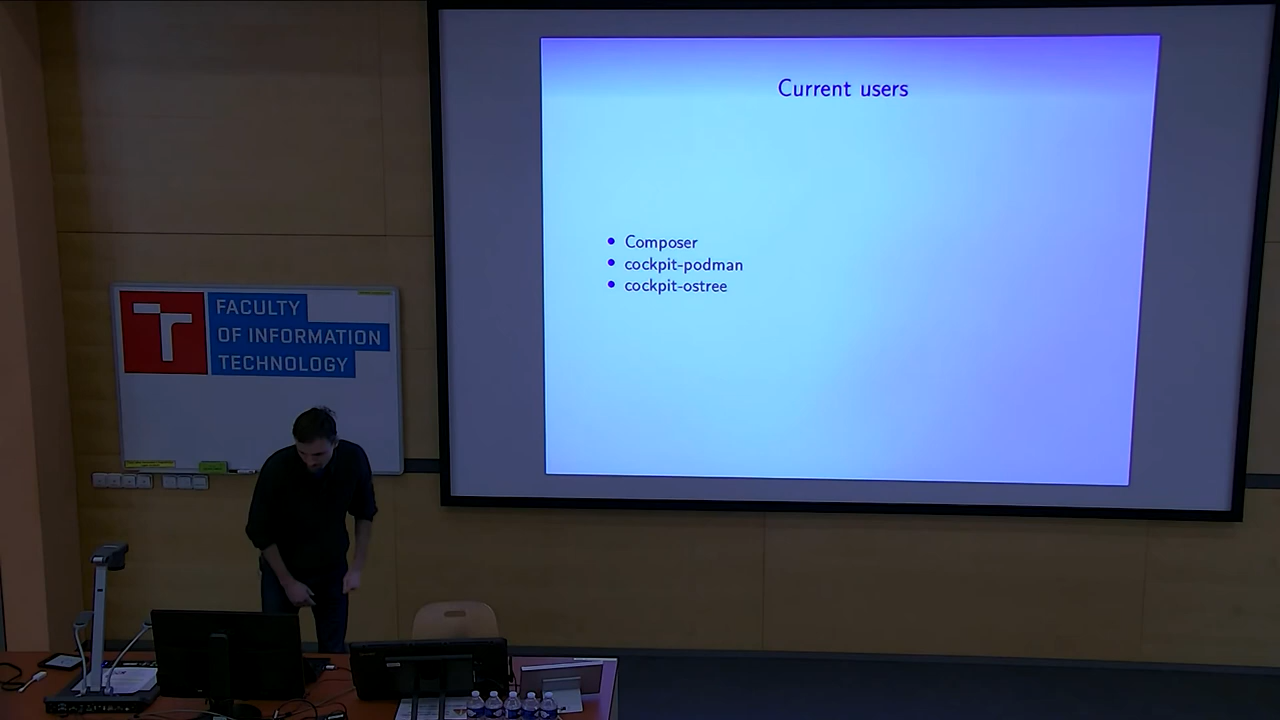 Current users
Composer
cockpit-podman
cockpit-ostree
FACULTY
OF INFORMATION
TECHNOLOGY